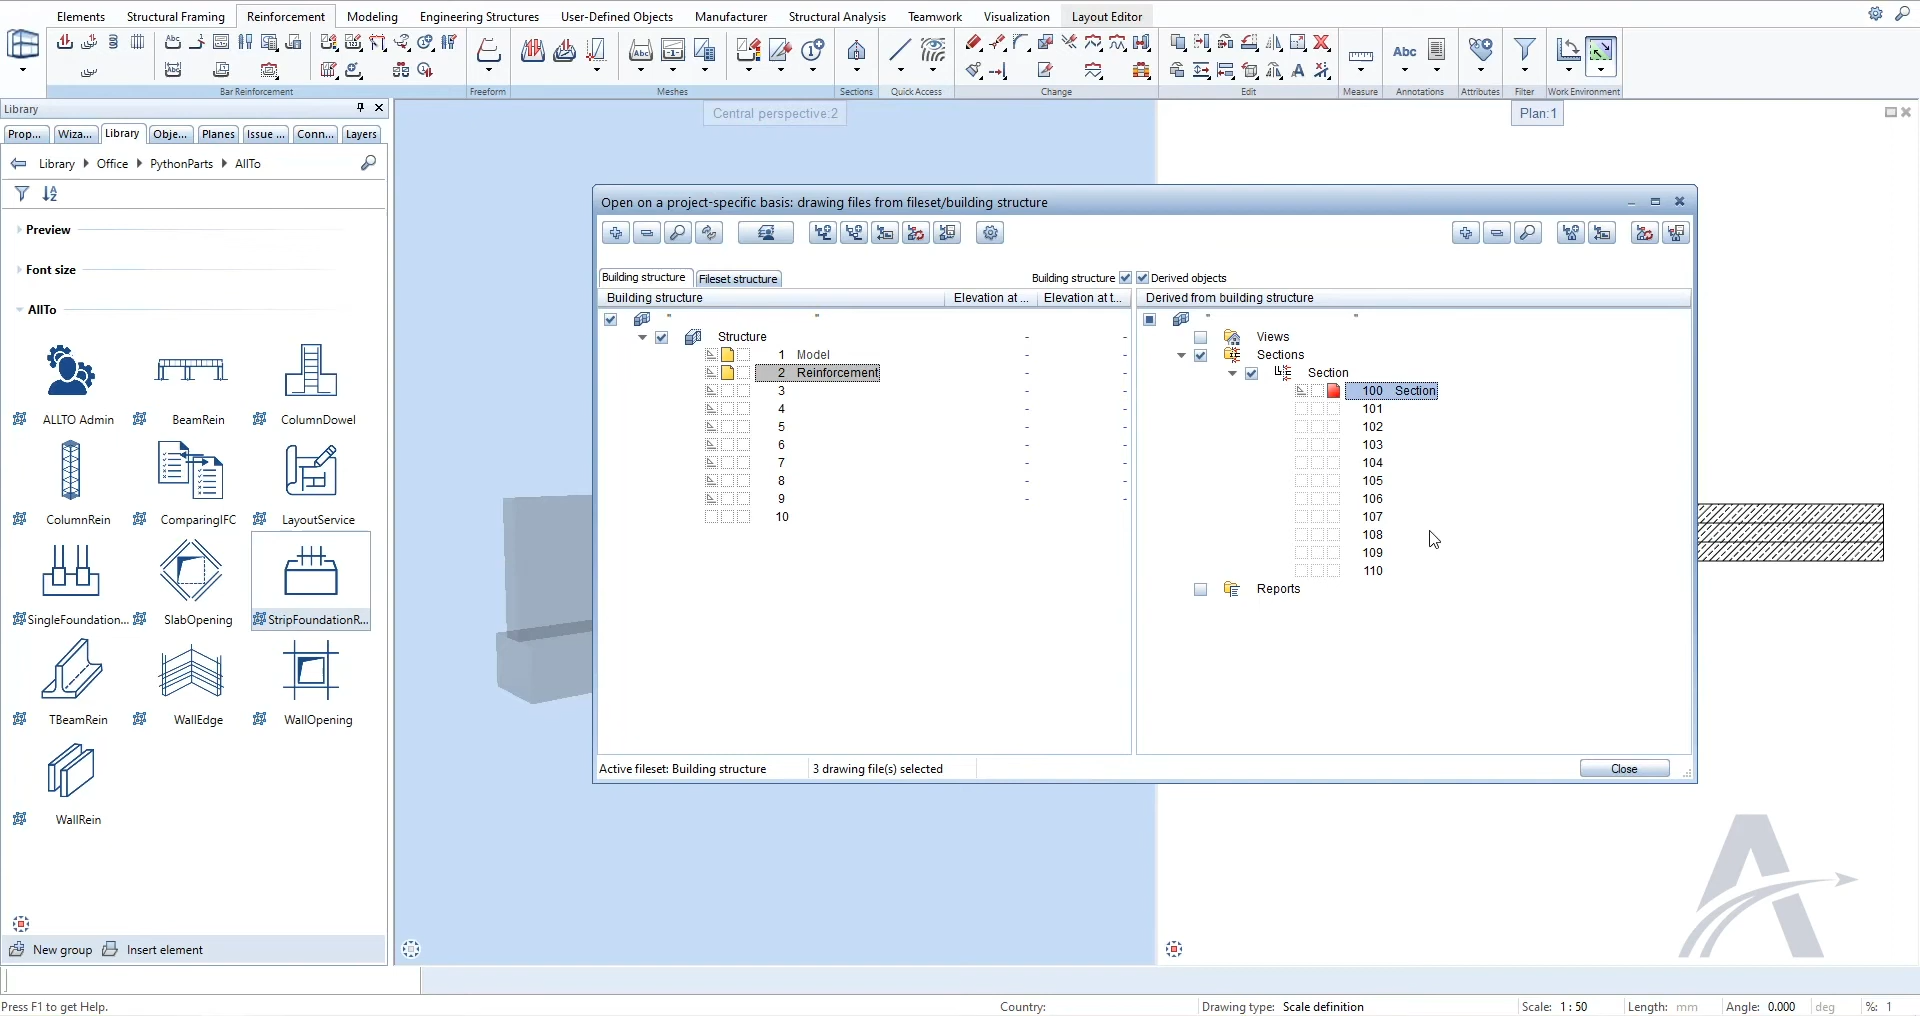 Elements Structural Framing Reinforcement Modeling Engineering Structures User-Defined Objects Manufacturer Structural Analysis Teamwork Visualization Layout Editor
Bar Reinforcement Freeform Meshes Sections Quick Access Change Edit Measure Annotations Attributes Filter Work Environment
Library
Prop... Wiza... Library Obje... Planes Issue ... Conn... Layers
Library Office PythonParts AllTo
Preview
Font size
AllTo
ALLTO Admin BeamRein ColumnDowel
ColumnRein ComparingIFC LayoutService
SingleFoundation... SlabOpening StripFoundationR...
TBeamRein WallEdge WallOpening
WallRein
New group Insert element
Central perspective:2
Plan:1
Open on a project-specific basis: drawing files from fileset/building structure
Building structure Fileset structure Building structure Derived objects
Building structure Elevation at ... Elevation at t... Derived from building structure
Structure - -
1 Model - -
2 Reinforcement - -
3 - -
4 - -
5 - -
6 - -
7 - -
8 - -
9 - -
10
Views
Sections
Section
100 Section
101
102
103
104
105
106
107
108
109
110
Reports
Active fileset: Building structure 3 drawing file(s) selected Close
Press F1 to get Help. Country: Drawing type: Scale definition Scale: 1 : 50 Length: mm Angle: 0.000 deg %: 1